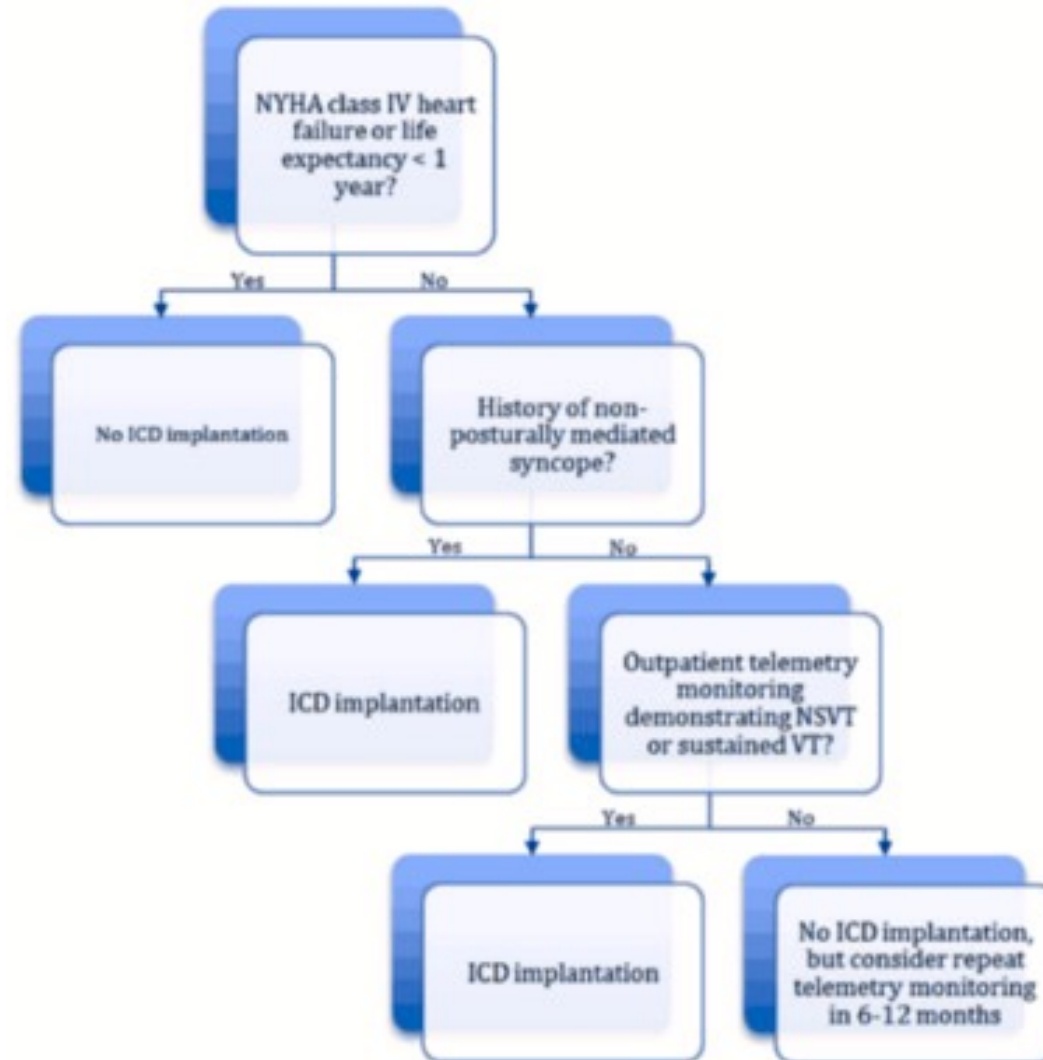 NYHA class IV heart
failure or life
expectancy < 1
year?
Yes
No
No ICD implantation
History of non-
posturally mediated
syncope?
Yes
No
ICD implantation
Outpatient telemetry
monitoring
demonstrating NSVT
or sustained VT?
Yes
No
ICD implantation
No ICD implantation,
but consider repeat
telemetry monitoring
in 6-12 months